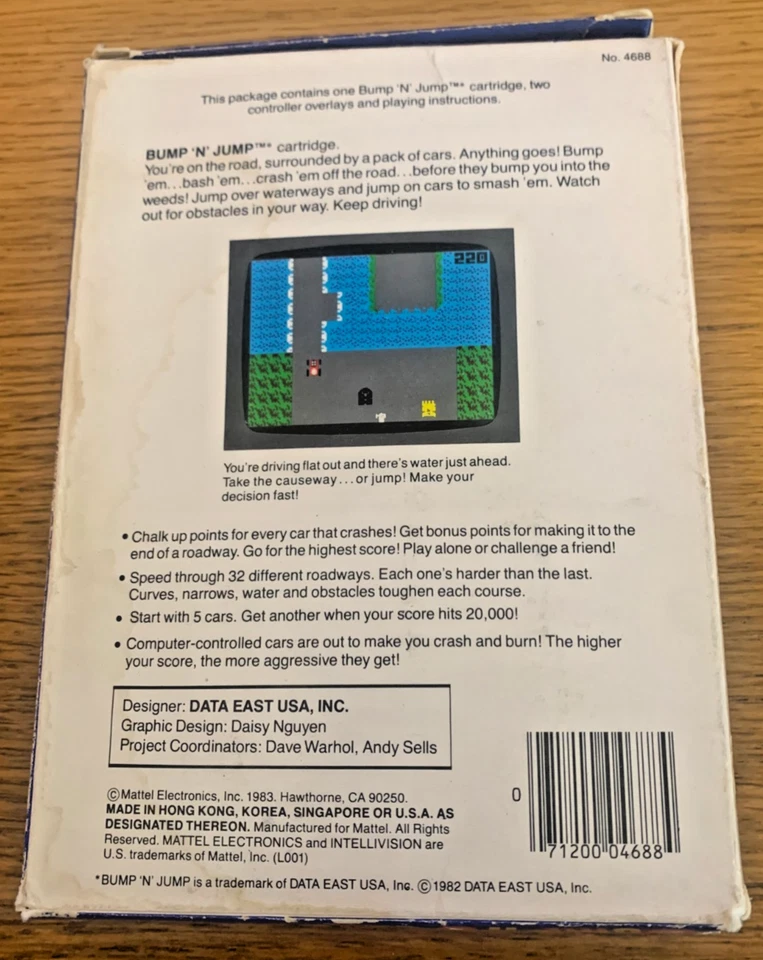 No. 4688
This package contains one Bump 'N' Jump™* cartridge, two
controller overlays and playing instructions.
BUMP 'N' JUMP™* cartridge.
You're on the road, surrounded by a pack of cars. Anything goes! Bump
'em...bash 'em...crash 'em off the road...before they bump you into the
weeds! Jump over waterways and jump on cars to smash 'em. Watch
out for obstacles in your way. Keep driving!
220
You're driving flat out and there's water just ahead.
Take the causeway...or jump! Make your
decision fast!
• Chalk up points for every car that crashes! Get bonus points for making it to the
end of a roadway. Go for the highest score! Play alone or challenge a friend!
• Speed through 32 different roadways. Each one's harder than the last.
Curves, narrows, water and obstacles toughen each course.
• Start with 5 cars. Get another when your score hits 20,000!
• Computer-controlled cars are out to make you crash and burn! The higher
your score, the more aggressive they get!
Designer: DATA EAST USA, INC.
Graphic Design: Daisy Nguyen
Project Coordinators: Dave Warhol, Andy Sells
©Mattel Electronics, Inc. 1983. Hawthorne, CA 90250.
MADE IN HONG KONG, KOREA, SINGAPORE OR U.S.A. AS
DESIGNATED THEREON. Manufactured for Mattel. All Rights
Reserved. MATTEL ELECTRONICS and INTELLIVISION are
U.S. trademarks of Mattel, Inc. (L001)
0 71200 04688
*BUMP 'N' JUMP is a trademark of DATA EAST USA, Inc. ©1982 DATA EAST USA, Inc.